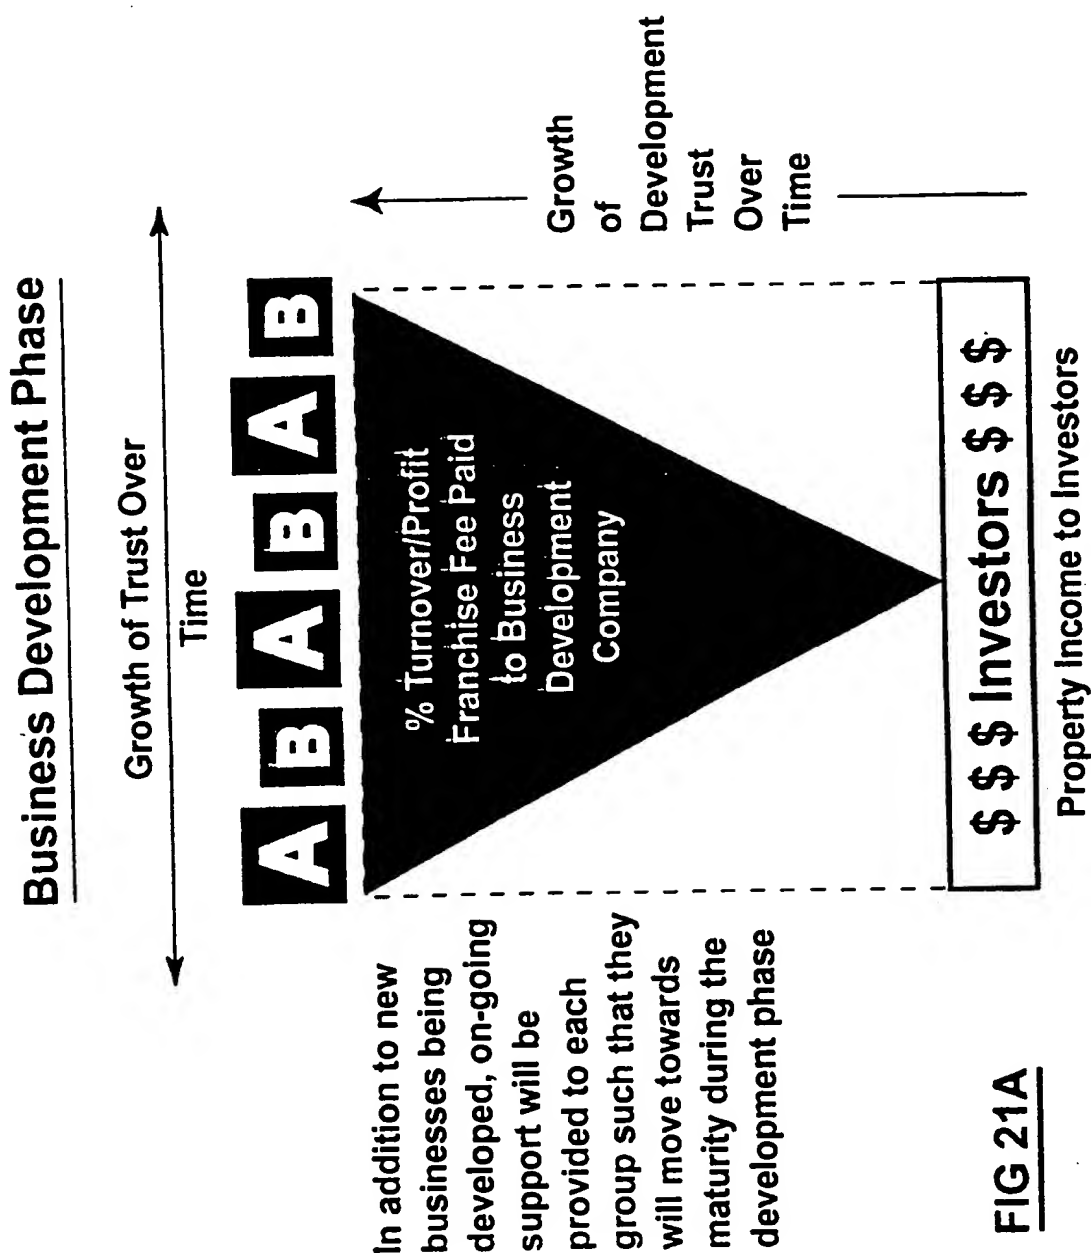 Business Development Phase
Growth of Trust Over
Time
A B A B A B
% Turnover/Profit
Franchise Fee Paid
to Business
Development
Company
Growth
of
Development
Trust
Over
Time
In addition to new
businesses being
developed, on-going
support will be
provided to each
group such that they
will move towards
maturity during the
development phase
$ $ $ Investors $ $ $
Property Income to Investors
FIG 21A